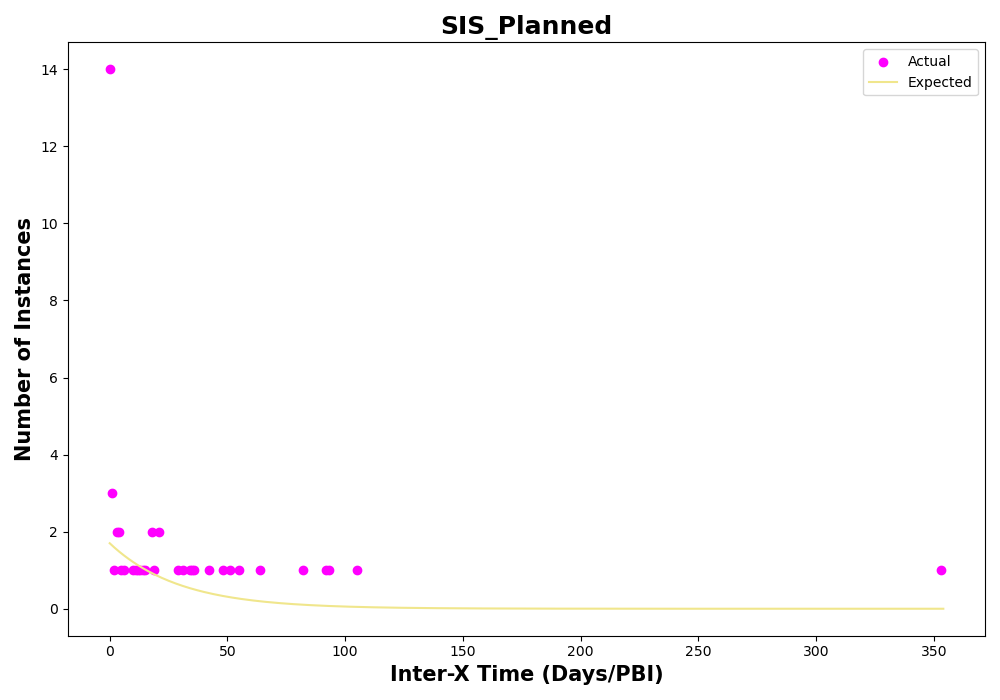 SIS_Planned
Actual
Expected
14
12
10
8
6
4
2
0
Number of Instances
0 50 100 150 200 250 300 350
Inter-X Time (Days/PBI)